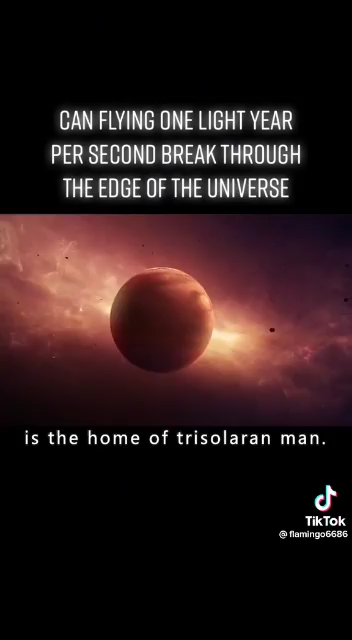 CAN FLYING ONE LIGHT YEAR
PER SECOND BREAK THROUGH
THE EDGE OF THE UNIVERSE
is the home of trisolaran man.
TikTok
@flamingo6686